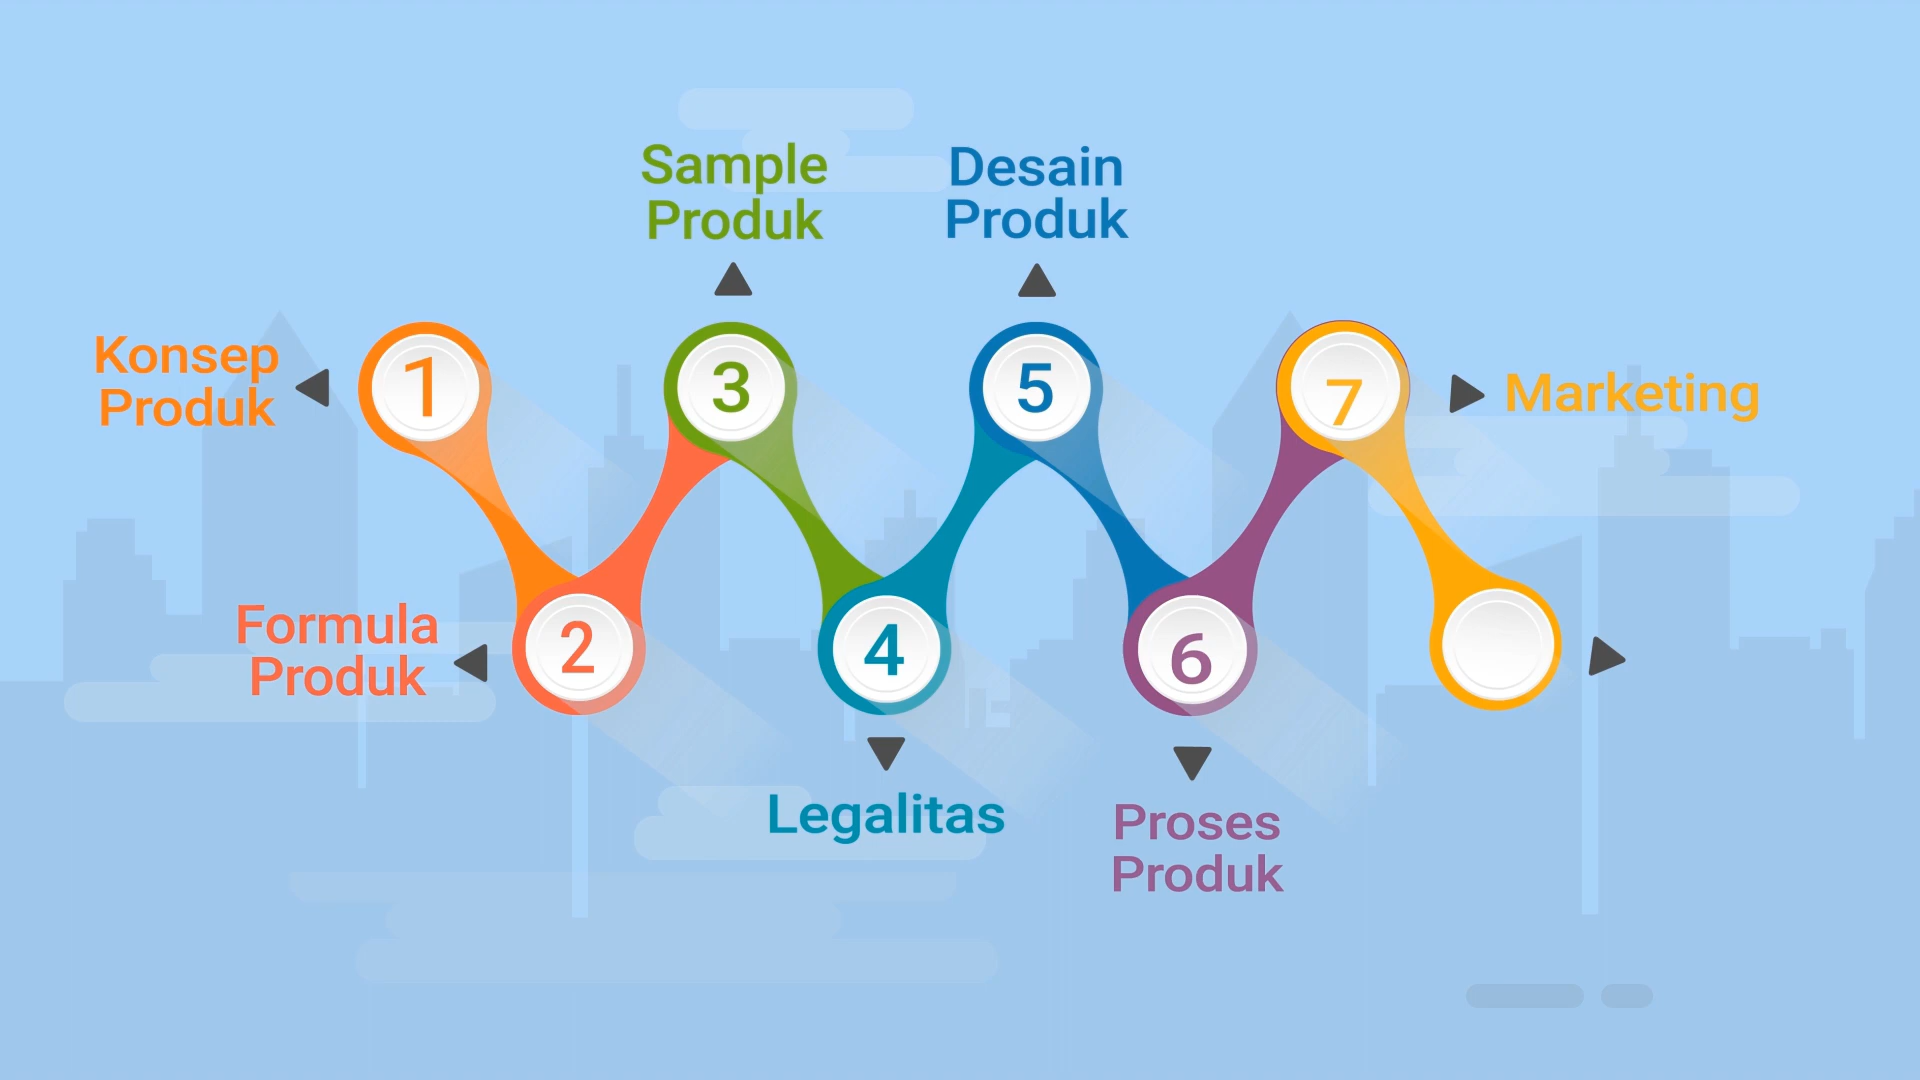 1
Konsep
Produk
2
Formula
Produk
3
Sample
Produk
4
Legalitas
5
Desain
Produk
6
Proses
Produk
7
Marketing